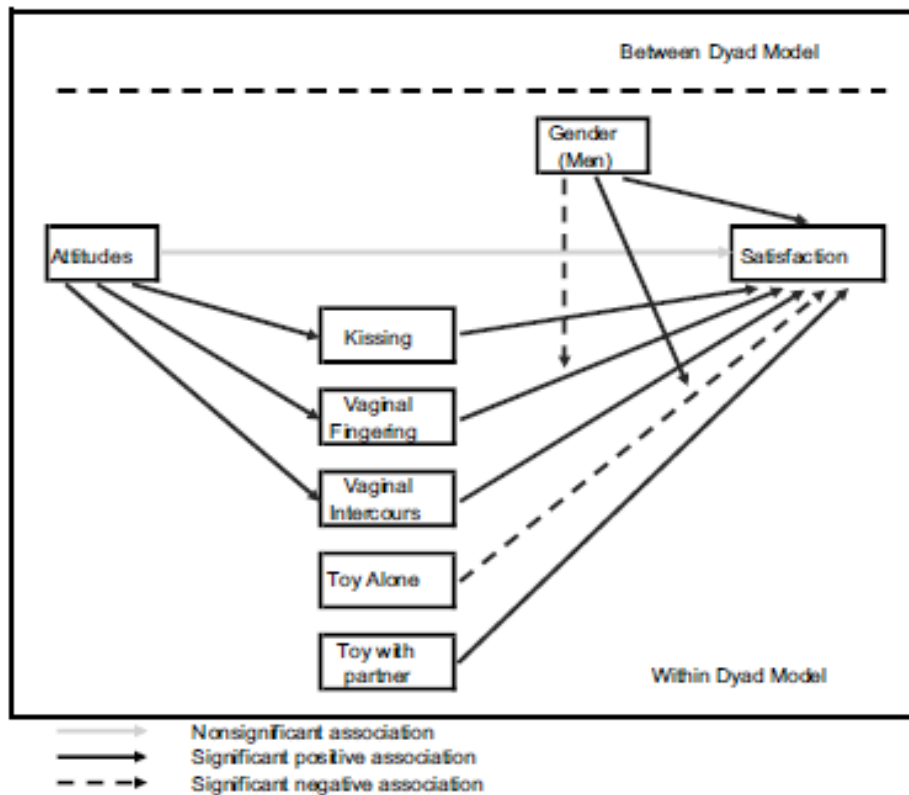 Between Dyad Model
Gender
(Men)
Attitudes
Satisfaction
Kissing
Vaginal
Fingering
Vaginal
Intercours
Toy Alone
Toy with
partner
Within Dyad Model
Nonsignificant association
Significant positive association
Significant negative association